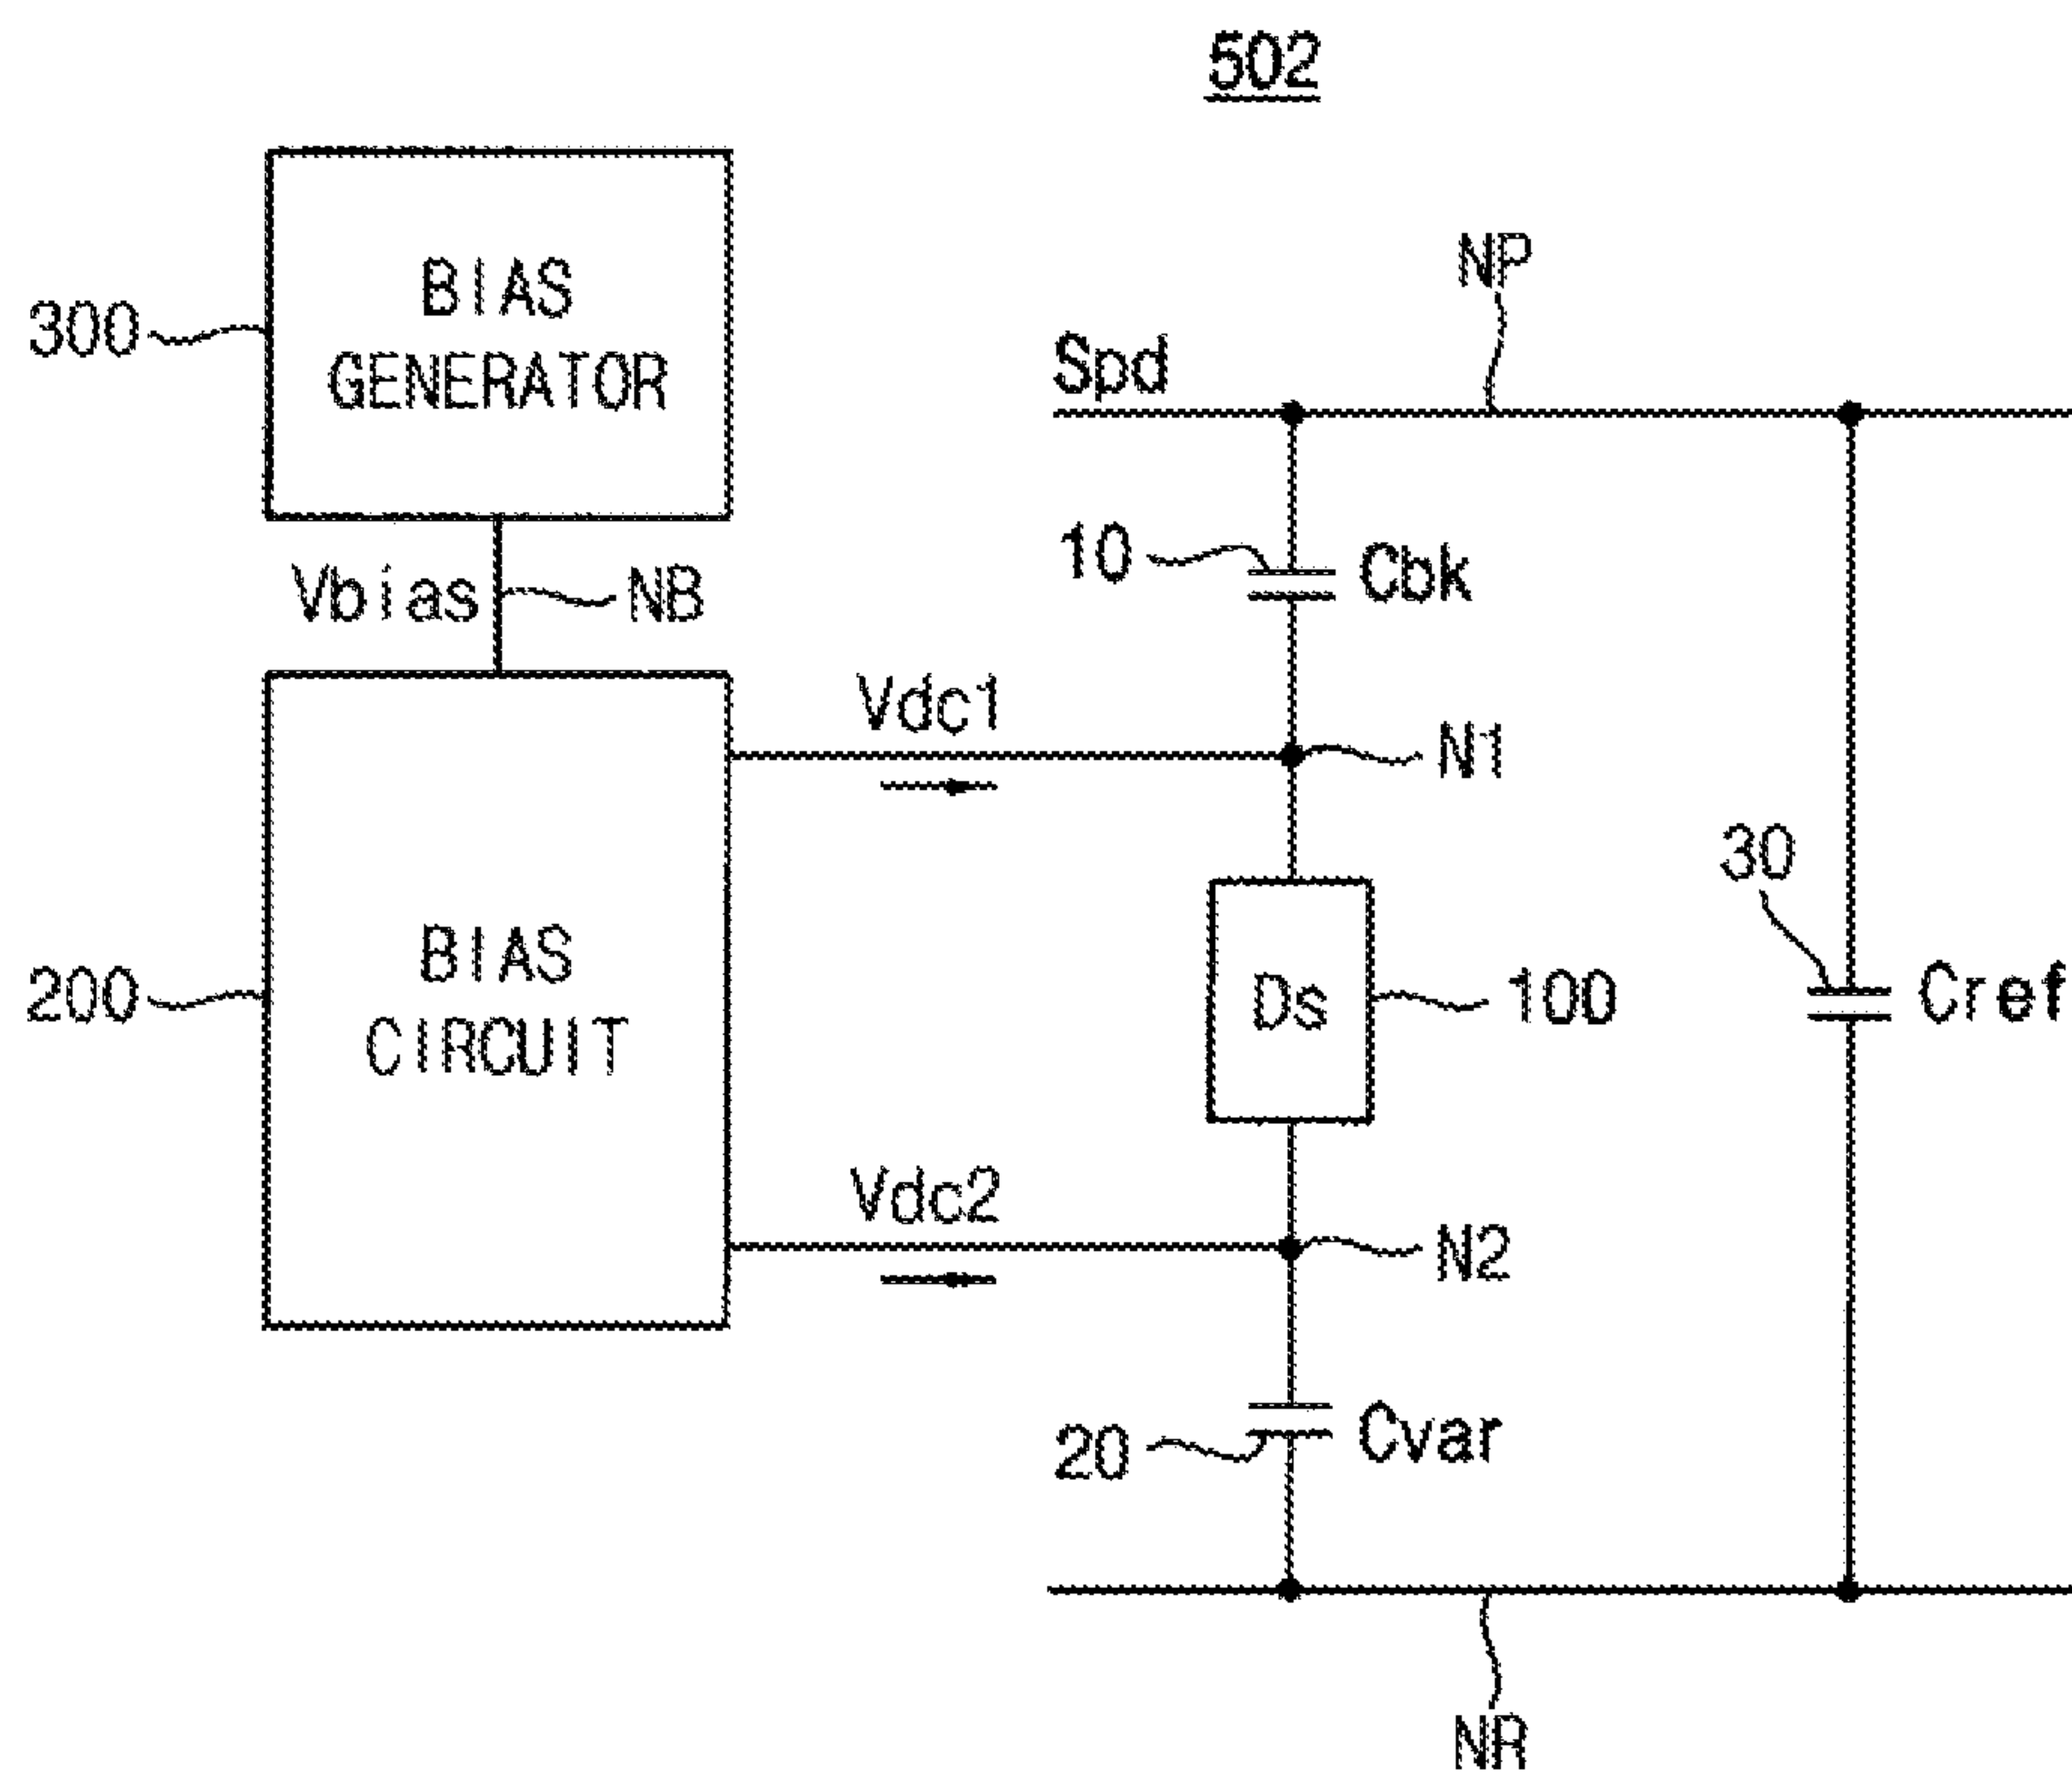 502
BIAS
GENERATOR
300
NP
Spd
Vbias
NB
10
Cbk
Vdc1
N1
30
BIAS
CIRCUIT
200
Ds
100
Cref
Vdc2
N2
20
Cvar
NR